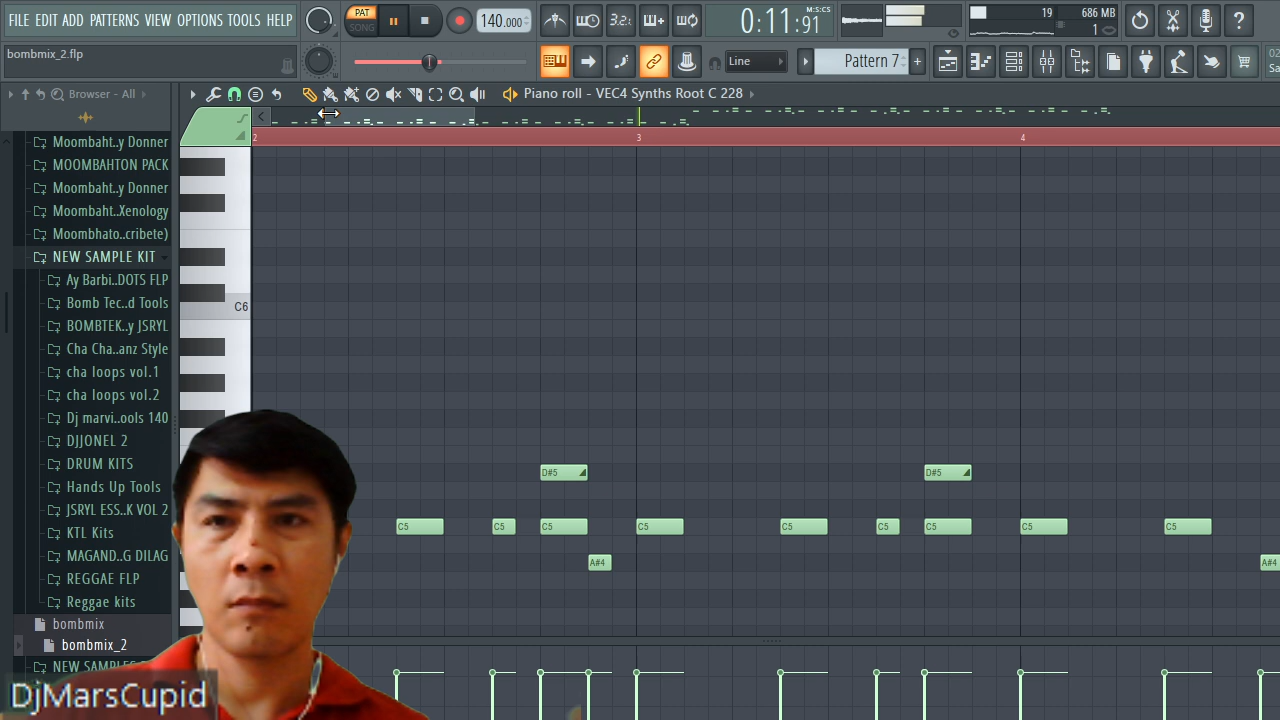 FILE EDIT ADD PATTERNS VIEW OPTIONS TOOLS HELP
PAT
SONG
140.000
3.2
0:11:91
M:S:CS
19
686 MB
1
bombmix_2.flp
Line
Pattern 7
Browser - All
Piano roll - VEC4 Synths Root C 228
2
3
4
Moombaht..y Donner
MOOMBAHTON PACK
Moombaht..y Donner
Moombaht..Xenology
Moombhato..cribete)
NEW SAMPLE KIT
Ay Barbi..DOTS FLP
Bomb Tec..d Tools
BOMBTEK..y JSRYL
Cha Cha..anz Style
cha loops vol.1
cha loops vol.2
Dj marvi..ools 140
DJJONEL 2
DRUM KITS
Hands Up Tools
JSRYL ESS..K VOL 2
KTL Kits
MAGAND..G DILAG
REGGAE FLP
Reggae kits
bombmix
bombmix_2
C6
D#5
D#5
C5
C5
C5
C5
C5
C5
C5
C5
C5
A#4
A#4
DjMarsCupid